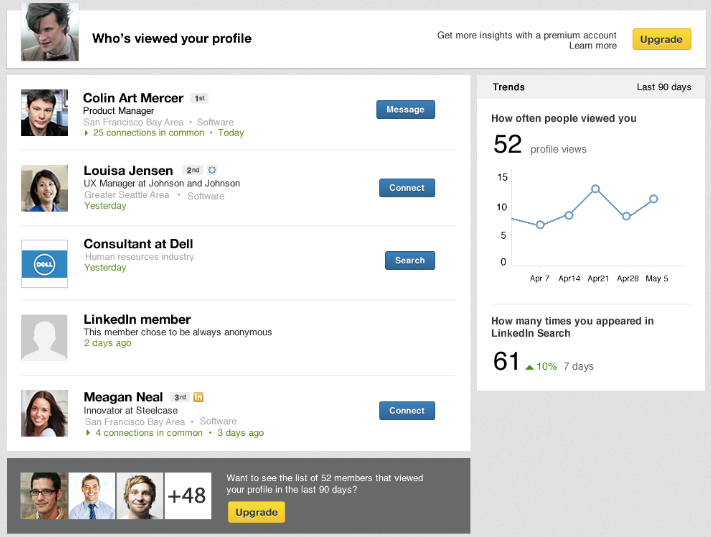 Who's viewed your profile
Get more insights with a premium account
Learn more
Upgrade
Colin Art Mercer 1st
Product Manager
San Francisco Bay Area • Software
25 connections in common • Today
Message
Louisa Jensen 2nd
UX Manager at Johnson and Johnson
Greater Seattle Area • Software
Yesterday
Connect
DELL
Consultant at Dell
Human resources industry
Yesterday
Search
LinkedIn member
This member chose to be always anonymous
2 days ago
Meagan Neal 3rd in
Innovator at Steelcase
San Francisco Bay Area • Software
4 connections in common • 3 days ago
Connect
+48
Want to see the list of 52 members that viewed
your profile in the last 90 days?
Upgrade
Trends Last 90 days
How often people viewed you
52 profile views
15
10
5
0
Apr 7 Apr14 Apr21 Apr28 May 5
How many times you appeared in
LinkedIn Search
61 10% 7 days